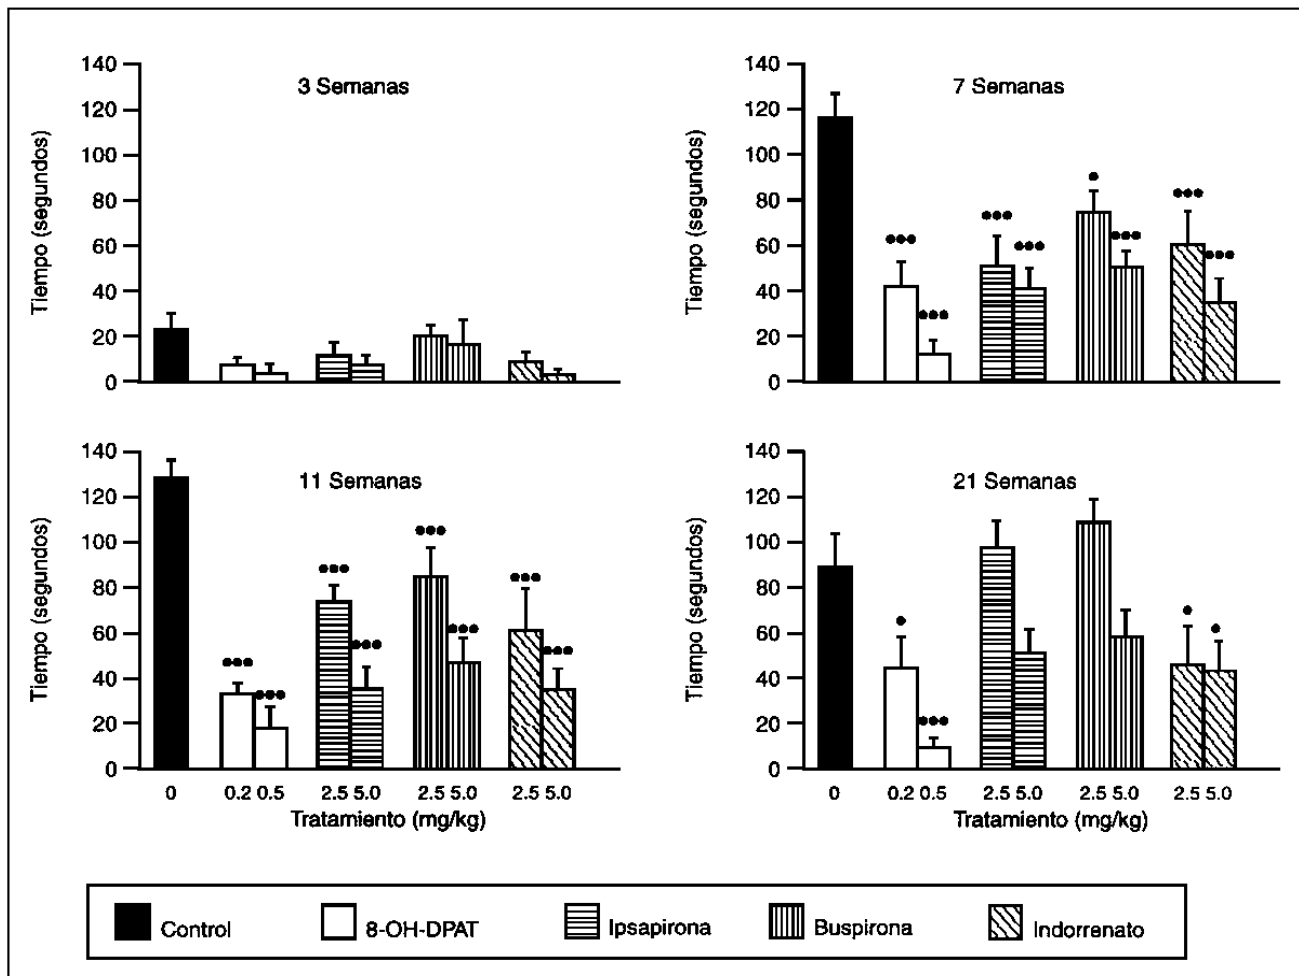 3 Semanas
Tiempo (segundos)
140
120
100
80
60
40
20
0
7 Semanas
Tiempo (segundos)
140
120
100
80
60
40
20
0
11 Semanas
Tiempo (segundos)
140
120
100
80
60
40
20
0
0 0.2 0.5 2.5 5.0 2.5 5.0 2.5 5.0
Tratamiento (mg/kg)
21 Semanas
Tiempo (segundos)
140
120
100
80
60
40
20
0
0 0.2 0.5 2.5 5.0 2.5 5.0 2.5 5.0
Tratamiento (mg/kg)
Control 8-OH-DPAT Ipsapirona Buspirona Indorrenato